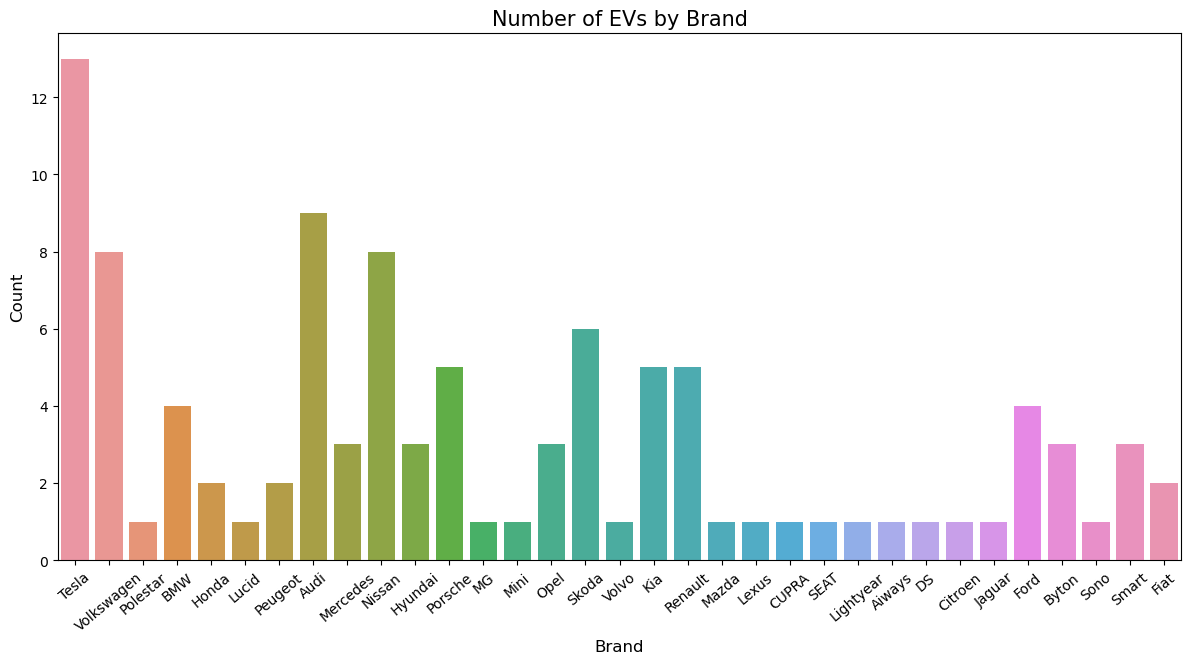 Number of EVs by Brand
Count
12
10
8
6
4
2
0
Tesla
Volkswagen
Polestar
BMW
Honda
Lucid
Peugeot
Audi
Mercedes
Nissan
Hyundai
Porsche
MG
Mini
Opel
Skoda
Volvo
Kia
Renault
Mazda
Lexus
CUPRA
SEAT
Lightyear
Aiways
DS
Citroen
Jaguar
Ford
Byton
Sono
Smart
Fiat
Brand